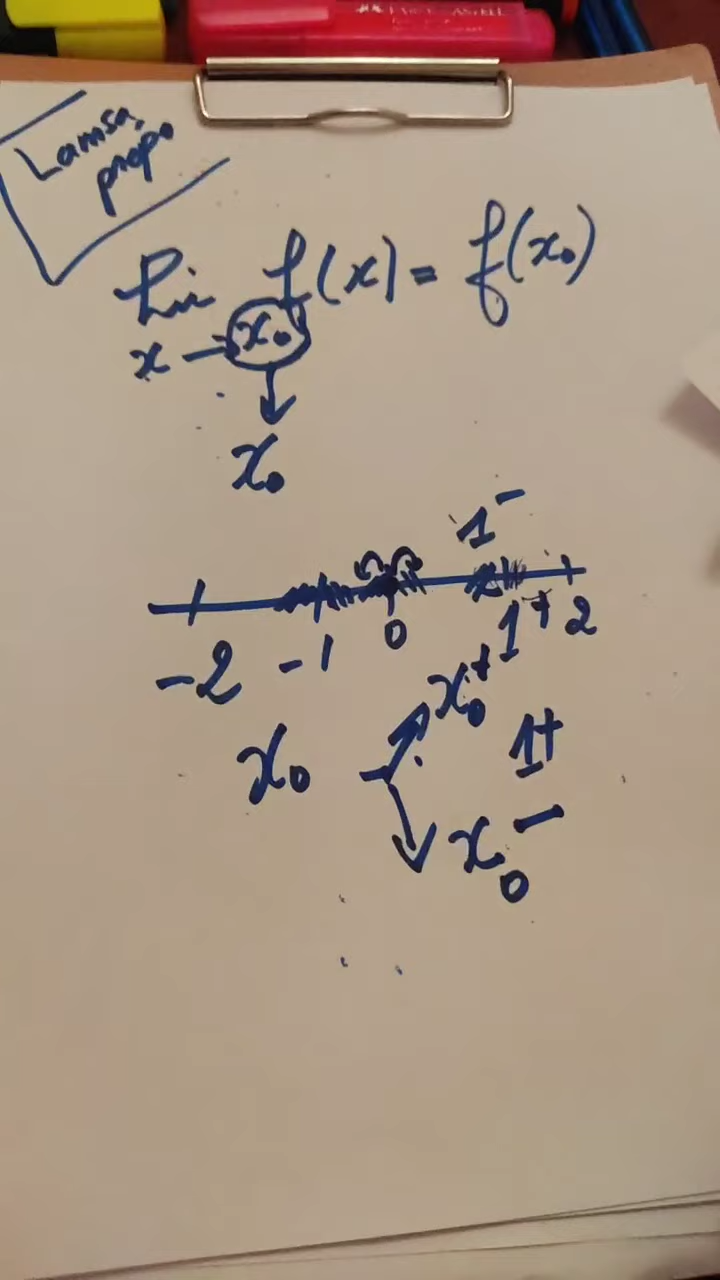 Lamsa
propo
Lim f(x) = f(x₀)
x → x₀
x₀
1⁻
-2 -1 0 1⁺ 2
x₀ x₀⁺ 1⁺
x₀⁻